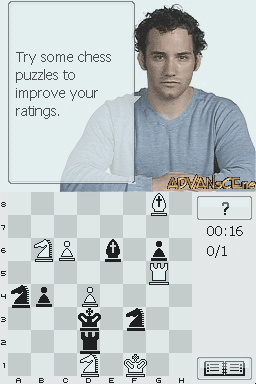 Try some chess
puzzles to
improve your
ratings.
ADVANsCEne
8
?
7
00:16
6
0/1
5
4
3
2
1
A B C D E F G H